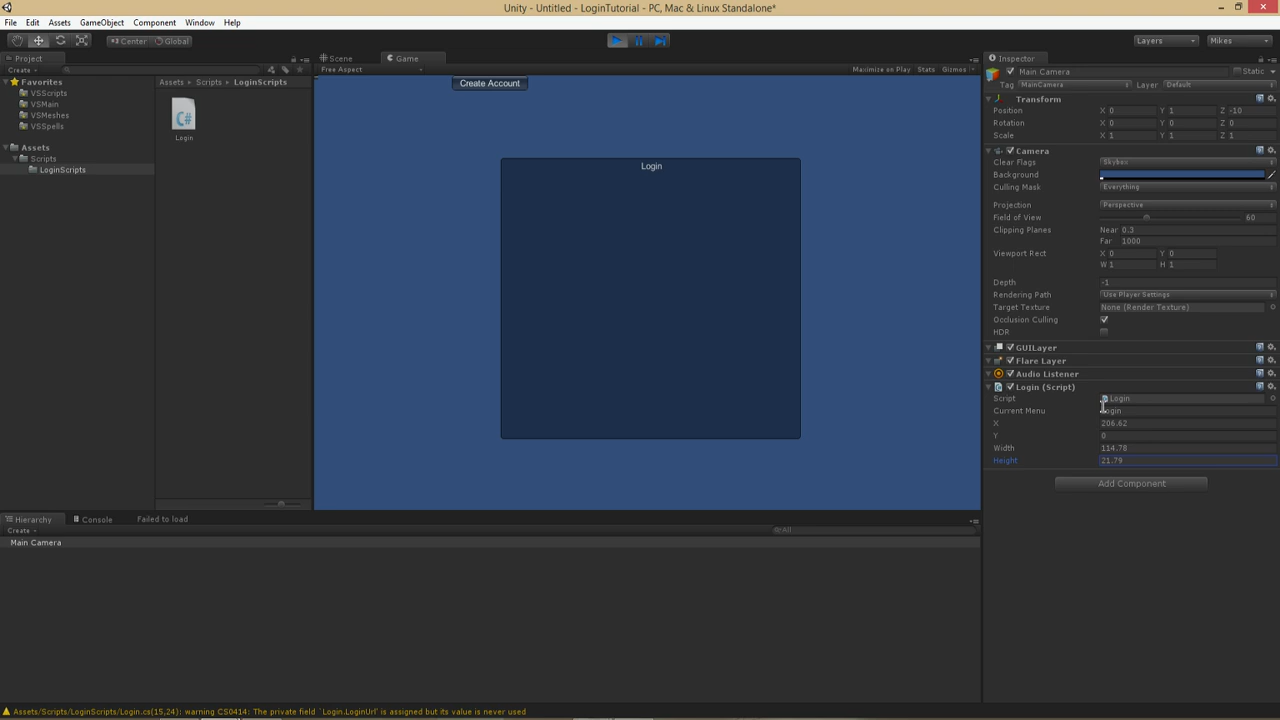 Unity - Untitled - LoginTutorial - PC, Mac & Linux Standalone*
File Edit Assets GameObject Component Window Help
Center Global Layers Mikes
Project
Create
Favorites
VSScripts
VSMain
VSMeshes
VSSpells
Assets
Scripts
LoginScripts
Assets Scripts LoginScripts
C#
Login
Scene Game
Free Aspect Maximize on Play Stats Gizmos
Create Account
Login
Inspector
Main Camera Static
Tag MainCamera Layer Default
Transform
Position X 0 Y 1 Z -10
Rotation X 0 Y 0 Z 0
Scale X 1 Y 1 Z 1
Camera
Clear Flags Skybox
Background
Culling Mask Everything
Projection Perspective
Field of View 60
Clipping Planes Near 0.3
Far 1000
Viewport Rect X 0 Y 0
W 1 H 1
Depth -1
Rendering Path Use Player Settings
Target Texture None (Render Texture)
Occlusion Culling
HDR
GUILayer
Flare Layer
Audio Listener
Login (Script)
Script Login
Current Menu Login
X 206.62
Y 0
Width 114.78
Height 21.79
Add Component
Hierarchy Console Failed to load
Create All
Main Camera
Assets/Scripts/LoginScripts/Login.cs(15,24): warning CS0414: The private field `Login.LoginUrl' is assigned but its value is never used